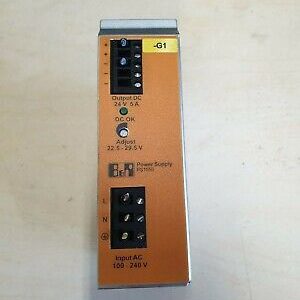 -G1
+
+
-
-
Output DC
24 V 5 A
DC OK
Adjust
22.5 - 29.5 V
B&R Power Supply
L
N
Input AC
100 - 240 V